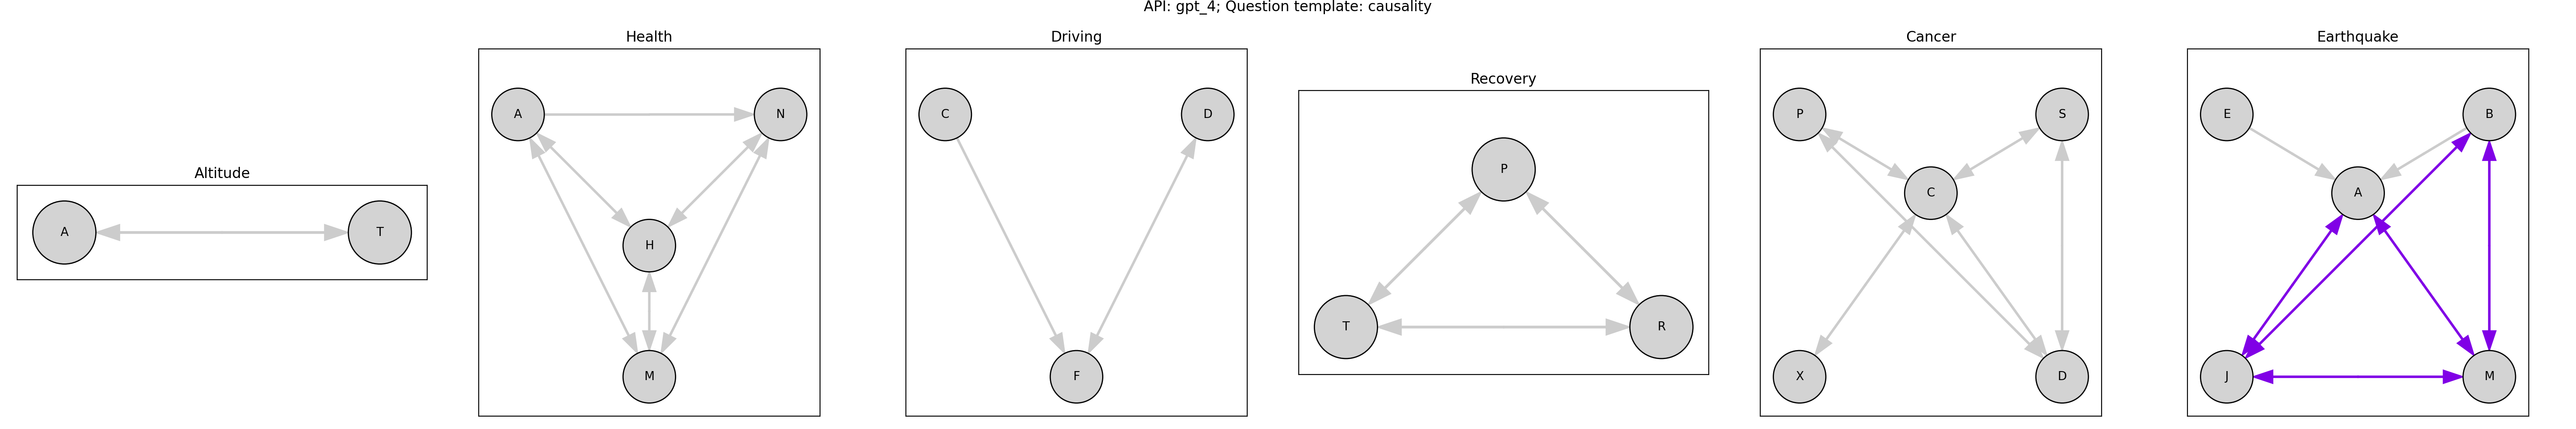 API: gpt_4; Question template: causality
Altitude
A
T
Health
A
N
H
M
Driving
C
D
F
Recovery
P
T
R
Cancer
P
S
C
X
D
Earthquake
E
B
A
J
M